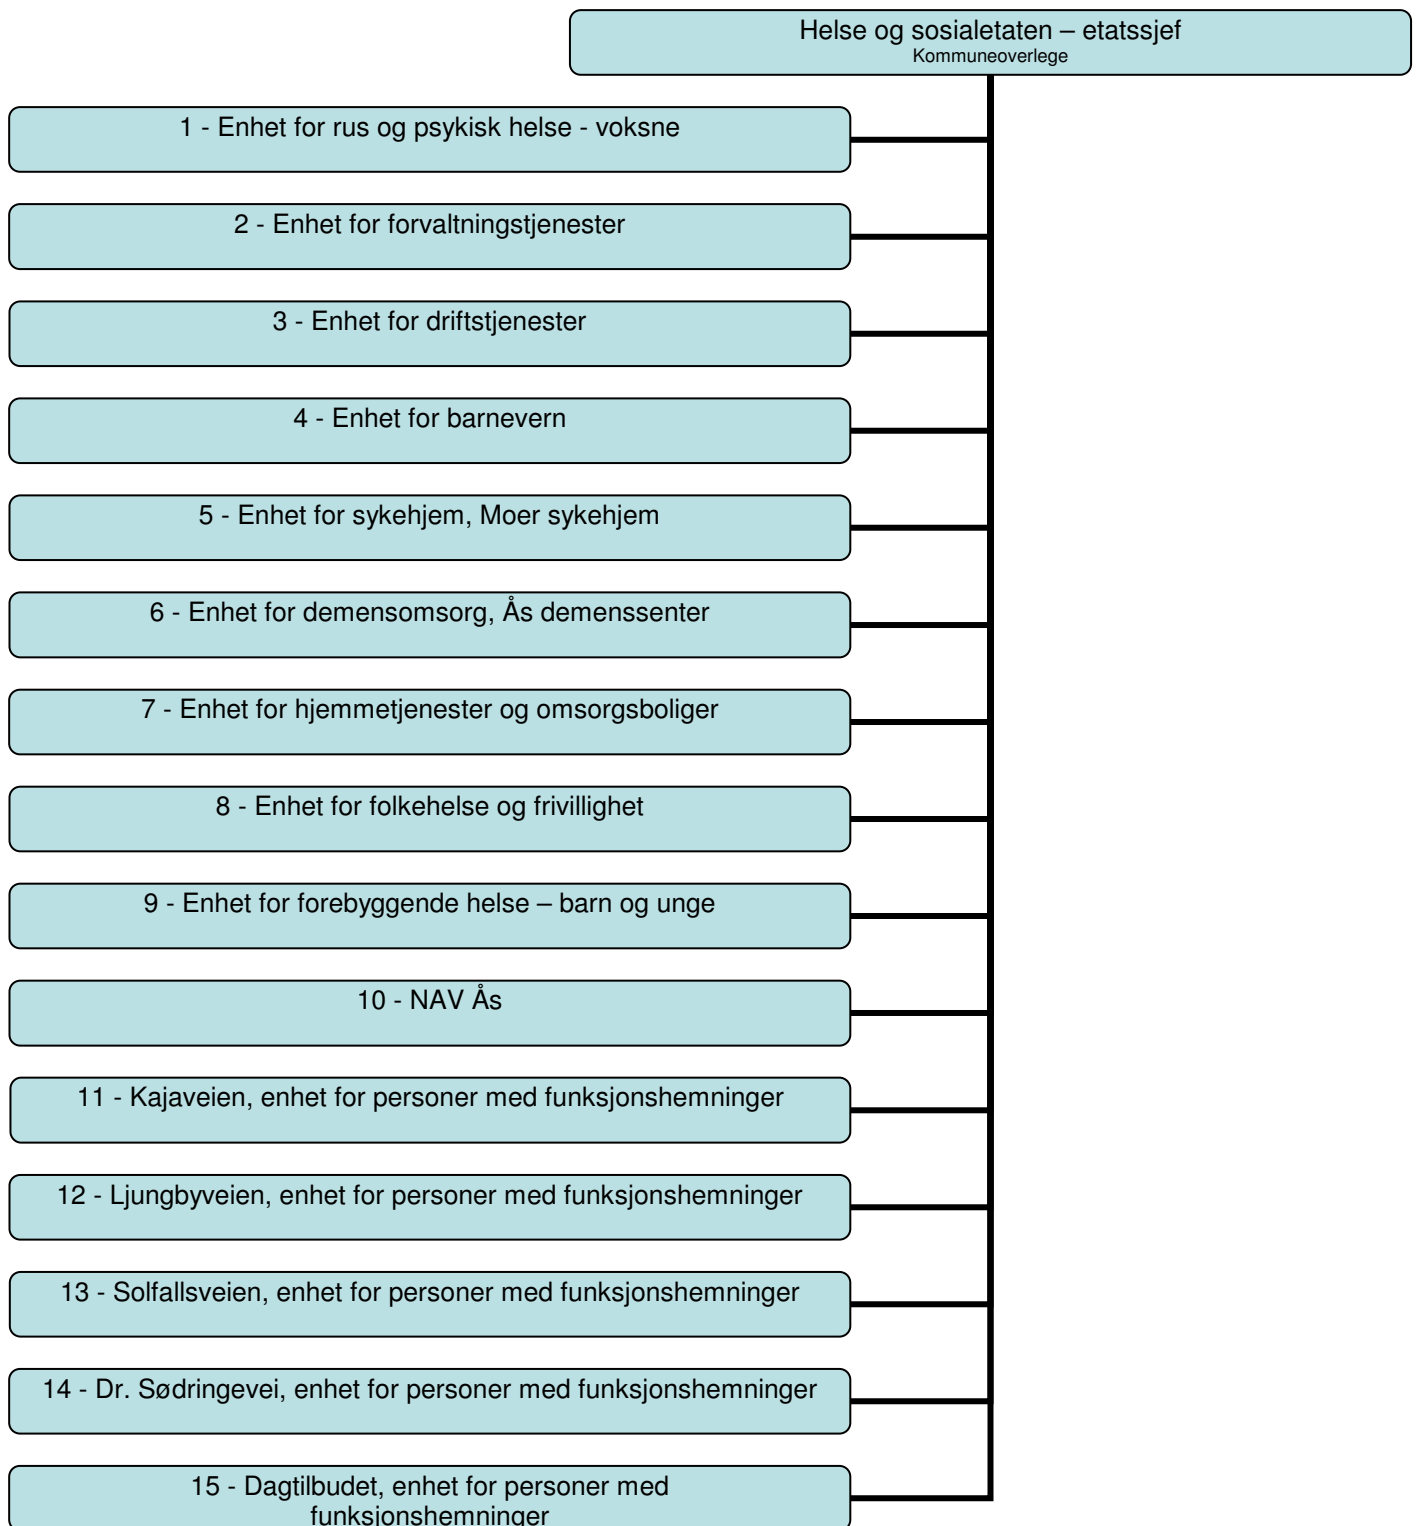 Helse og sosialetaten – etatssjef
Kommuneoverlege
1 - Enhet for rus og psykisk helse - voksne
2 - Enhet for forvaltningstjenester
3 - Enhet for driftstjenester
4 - Enhet for barnevern
5 - Enhet for sykehjem, Moer sykehjem
6 - Enhet for demensomsorg, Ås demenssenter
7 - Enhet for hjemmetjenester og omsorgsboliger
8 - Enhet for folkehelse og frivillighet
9 - Enhet for forebyggende helse – barn og unge
10 - NAV Ås
11 - Kajaveien, enhet for personer med funksjonshemninger
12 - Ljungbyveien, enhet for personer med funksjonshemninger
13 - Solfallsveien, enhet for personer med funksjonshemninger
14 - Dr. Sødringevei, enhet for personer med funksjonshemninger
15 - Dagtilbudet, enhet for personer med
funksjonshemninger